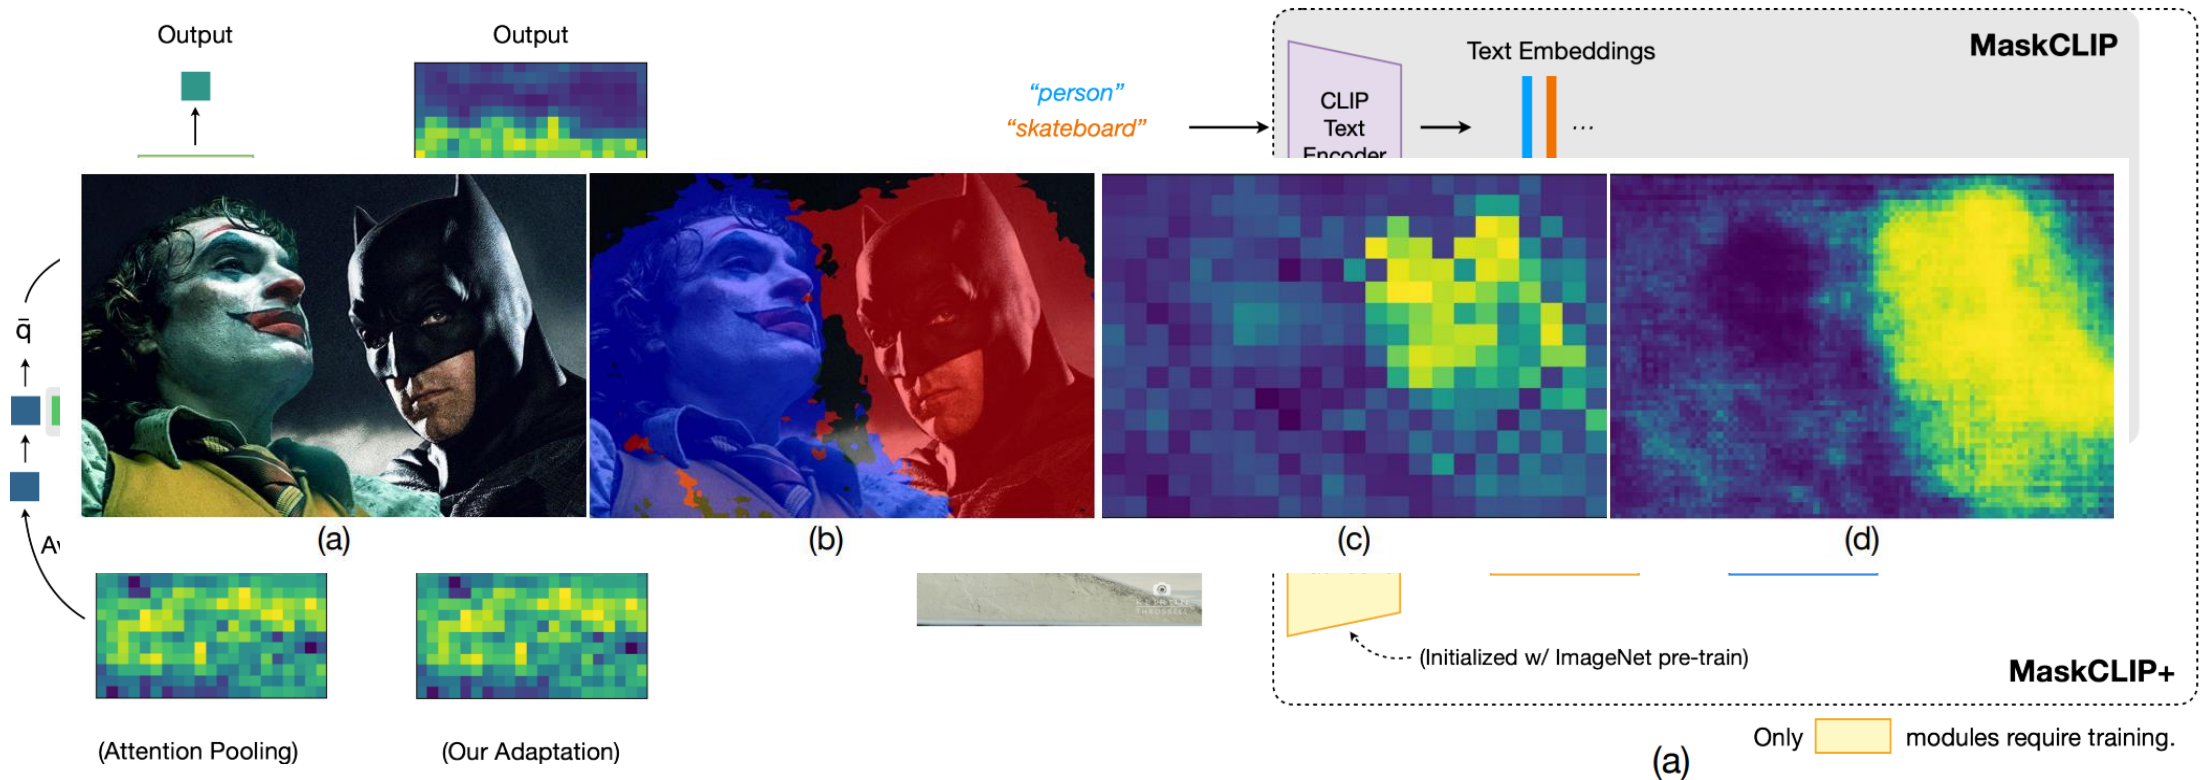 Output
Output
MaskCLIP
Text Embeddings
“person”
“skateboard”
CLIP
Text
Encoder
...
q̄
(a)
(b)
(c)
(d)
(Initialized w/ ImageNet pre-train)
MaskCLIP+
(Attention Pooling)
(Our Adaptation)
Only
modules require training.
(a)